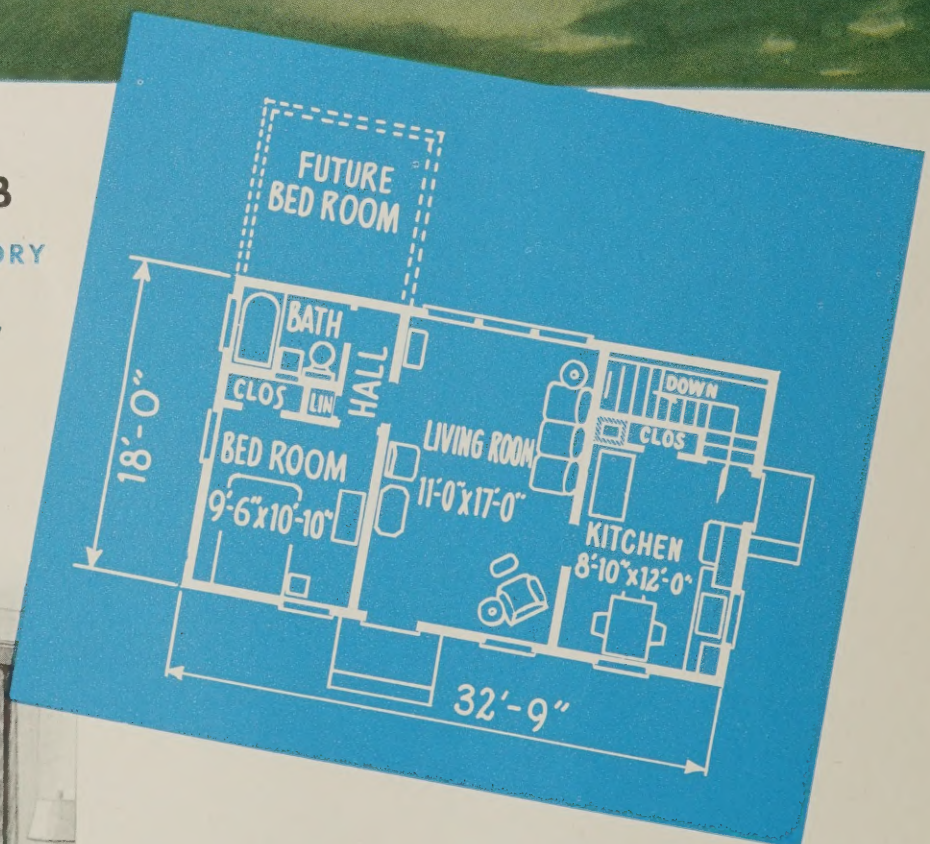 B
ORY
FUTURE
BED ROOM
BATH
HALL
CLOS
LIN
DOWN
CLOS
LIVING ROOM
11'-0"x17'-0"
BED ROOM
9'-6"x10'-10"
KITCHEN
8'-10"x12'-0"
18'-0"
32'-9"